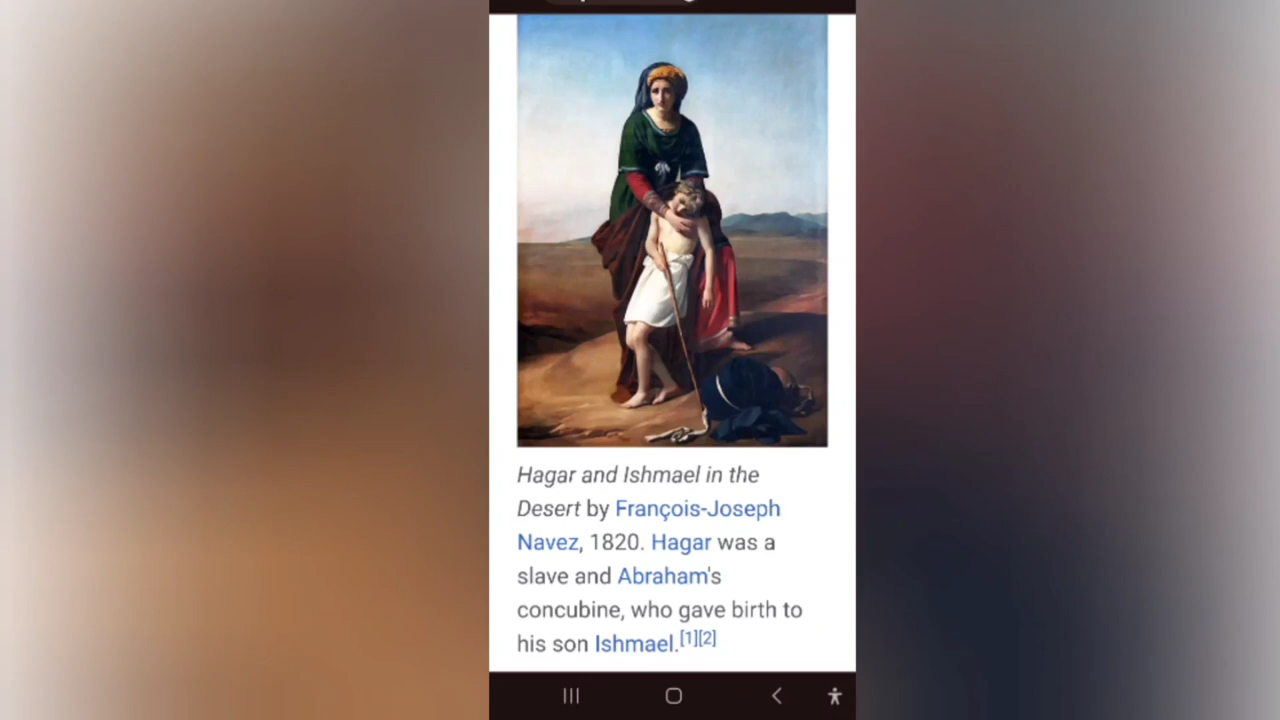 Hagar and Ishmael in the
Desert by François-Joseph
Navez, 1820. Hagar was a
slave and Abraham's
concubine, who gave birth to
his son Ishmael.[1][2]